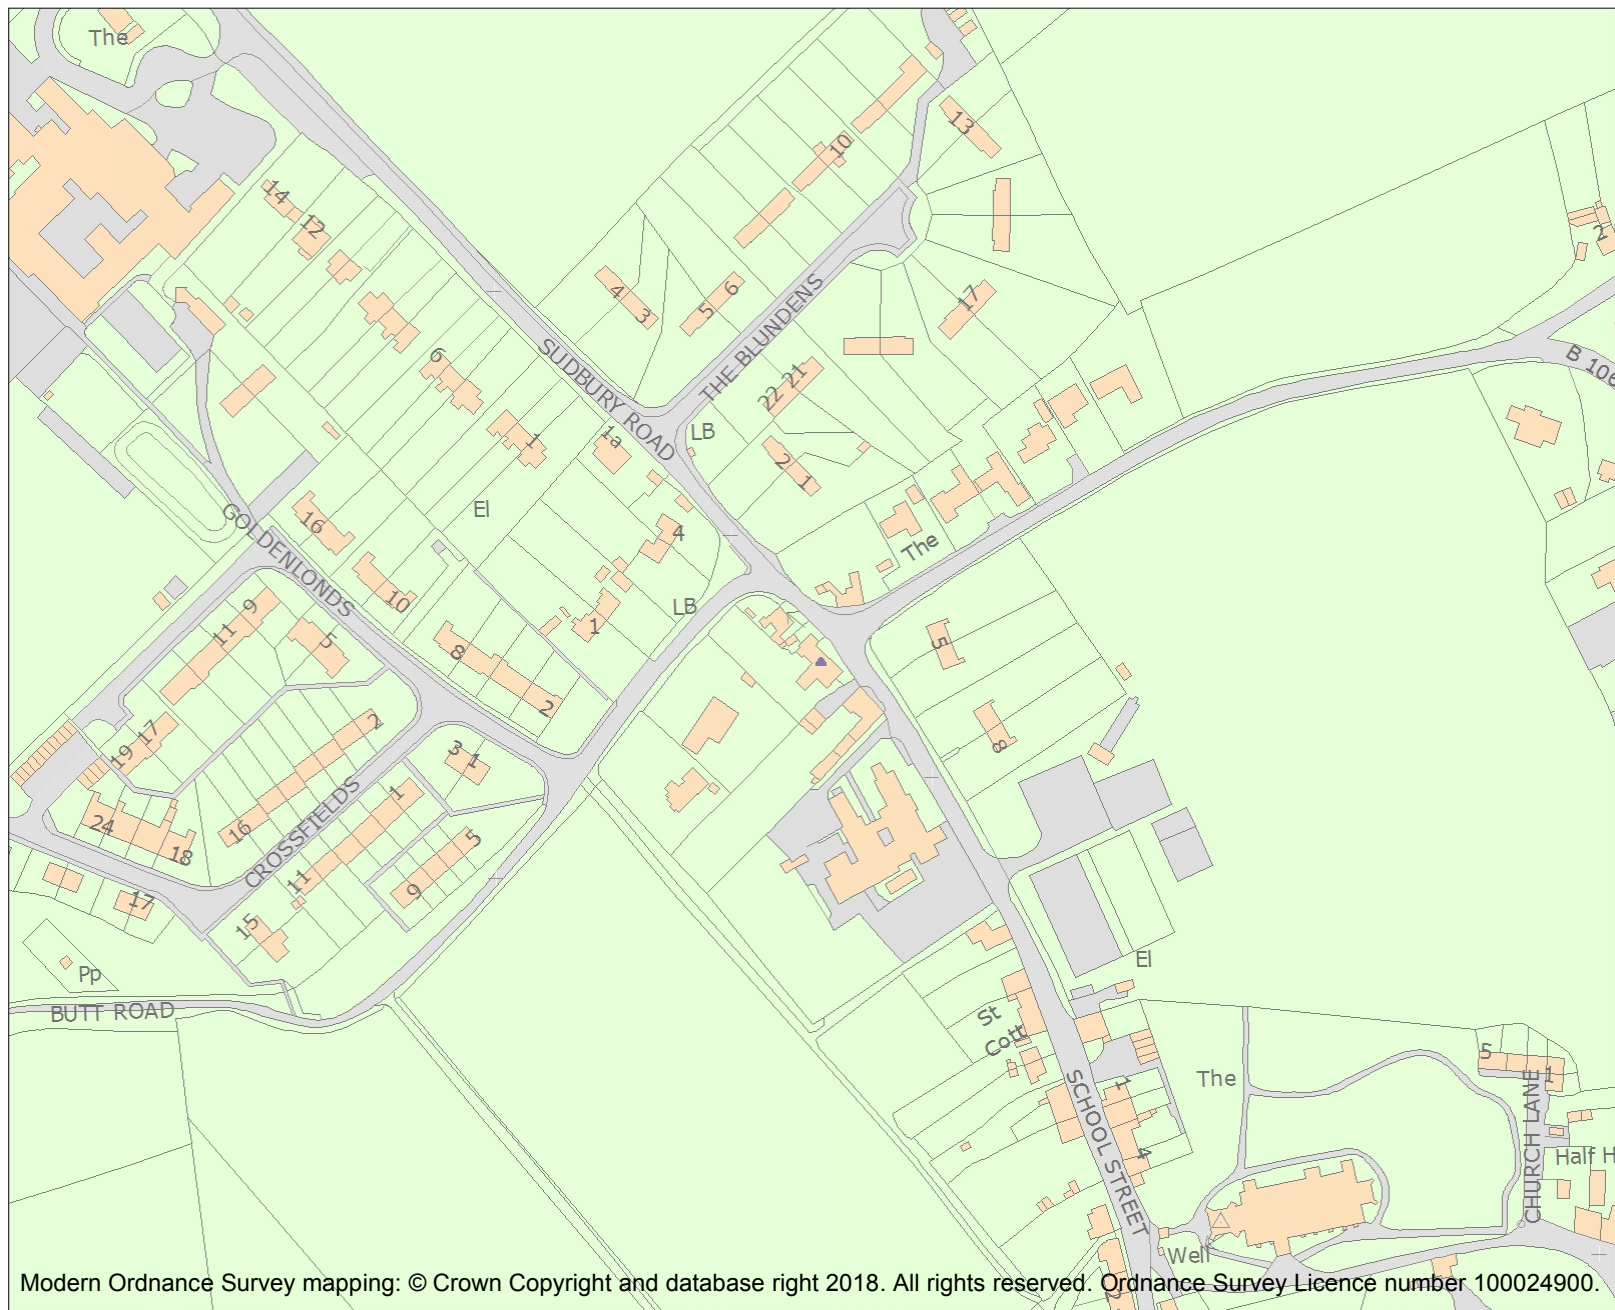 The
14
12
13
10
2
4
3
5 6
17
THE BLUNDENS
SUDBURY ROAD
B 106
6
22 21
1
1a
LB
2
1
El
16
4
The
GOLDENLONDS
10
LB
9
11
5
8
1
5
2
2
3 1
8
19 17
1
CROSSFIELDS
24
16
18
5
11
9
17
15
Pp
El
BUTT ROAD
St
Cott
5
1
The
1
SCHOOL STREET
CHURCH LANE
4
Half H
Well
2
Modern Ordnance Survey mapping: © Crown Copyright and database right 2018. All rights reserved. Ordnance Survey Licence number 100024900.